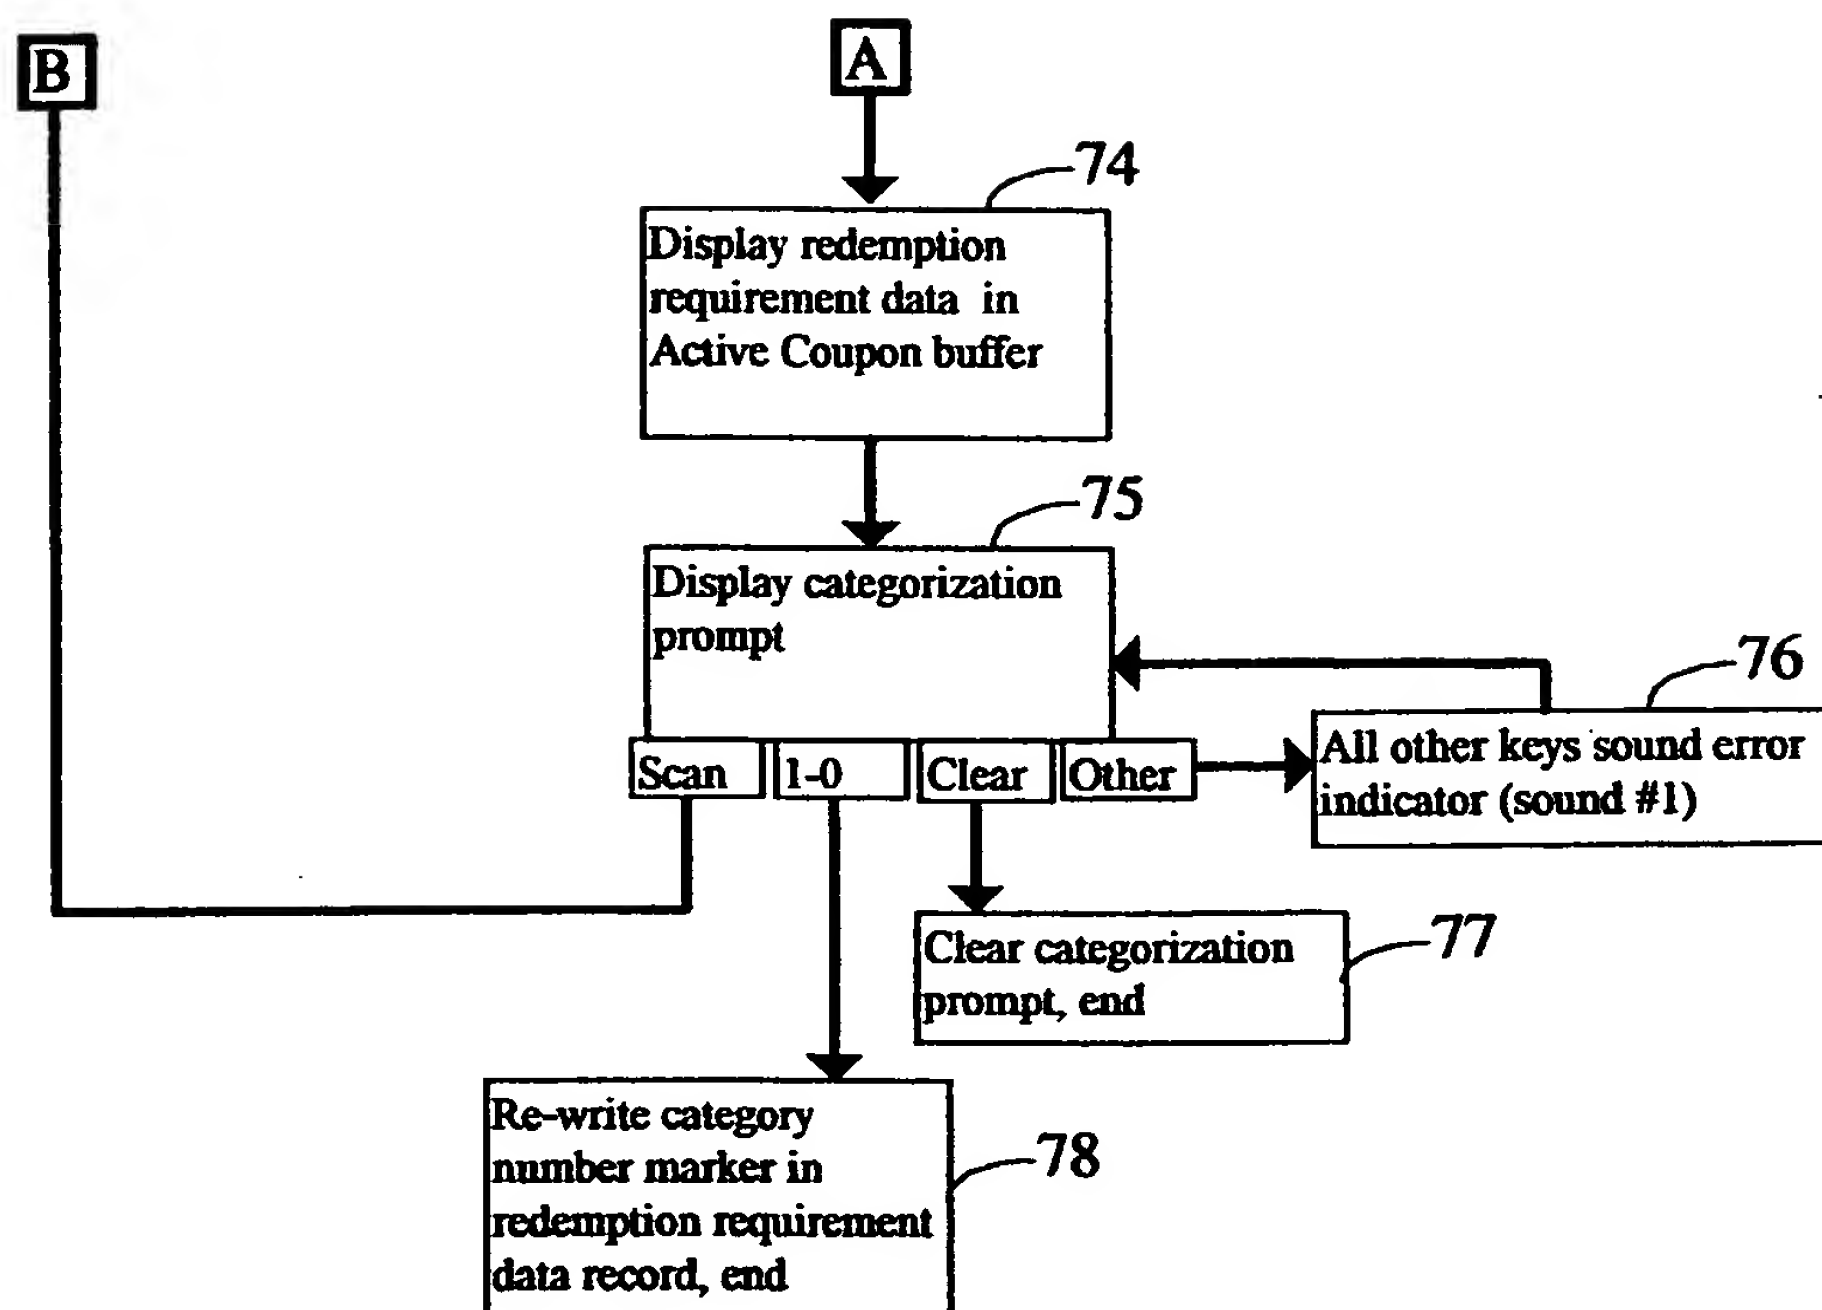 B
A
74
Display redemption
requirement data in
Active Coupon buffer
75
Display categorization
prompt
76
Scan 1-0 Clear Other
All other keys sound error
indicator (sound #1)
77
Clear categorization
prompt, end
78
Re-write category
number marker in
redemption requirement
data record, end